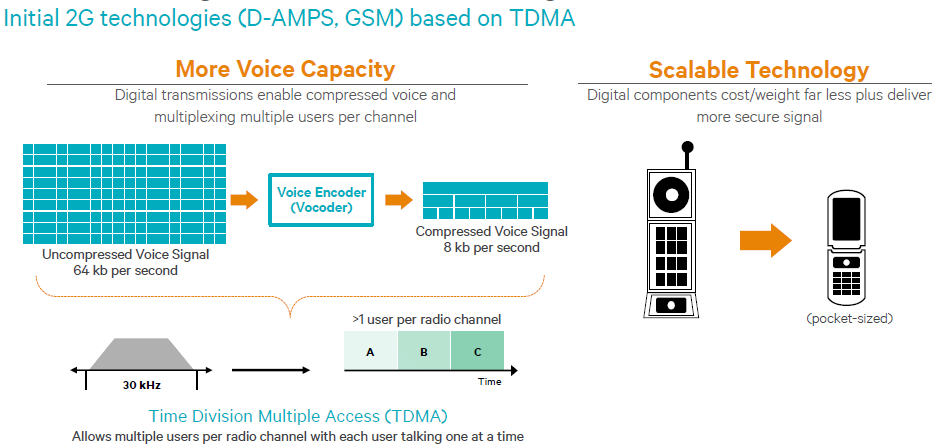 Initial 2G technologies (D-AMPS, GSM) based on TDMA
More Voice Capacity
Digital transmissions enable compressed voice and
multiplexing multiple users per channel
Voice Encoder
(Vocoder)
Uncompressed Voice Signal
64 kb per second
Compressed Voice Signal
8 kb per second
>1 user per radio channel
A B C
Time
30 kHz
Time Division Multiple Access (TDMA)
Allows multiple users per radio channel with each user talking one at a time
Scalable Technology
Digital components cost/weight far less plus deliver
more secure signal
(pocket-sized)